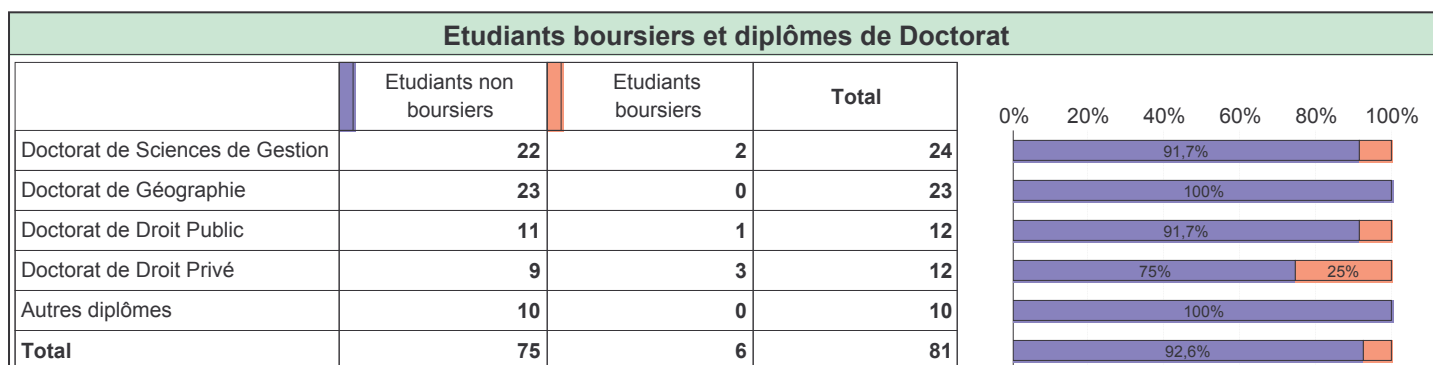 Etudiants boursiers et diplômes de Doctorat
Etudiants non boursiers Etudiants boursiers Total
0% 20% 40% 60% 80% 100%
Doctorat de Sciences de Gestion 22 2 24 91,7%
Doctorat de Géographie 23 0 23 100%
Doctorat de Droit Public 11 1 12 91,7%
Doctorat de Droit Privé 9 3 12 75% 25%
Autres diplômes 10 0 10 100%
Total 75 6 81 92,6%